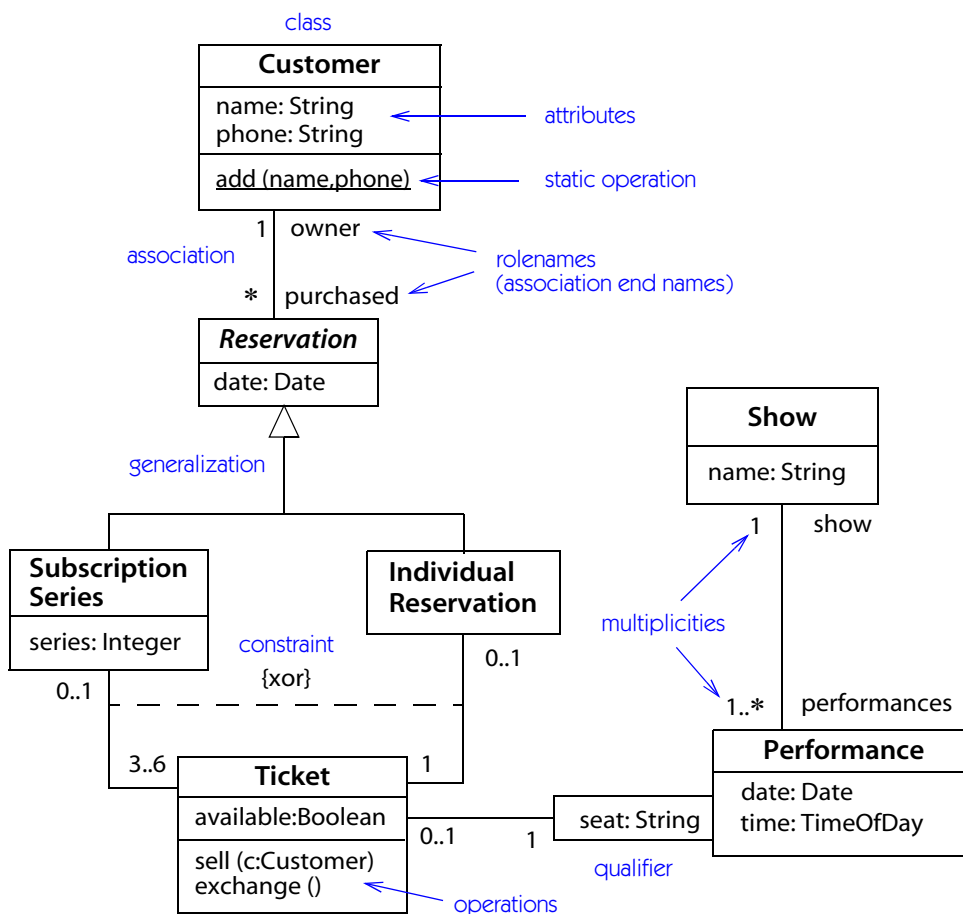 class
Customer
name: String
phone: String
attributes
add (name,phone)
static operation
1 owner
association
rolenames
(association end names)
* purchased
Reservation
date: Date
generalization
Show
name: String
1 show
Subscription
Series
series: Integer
Individual
Reservation
multiplicities
constraint
{xor}
0..1
0..1
1..* performances
3..6
1
Ticket
available:Boolean
sell (c:Customer)
exchange ()
operations
0..1
1
seat: String
qualifier
Performance
date: Date
time: TimeOfDay